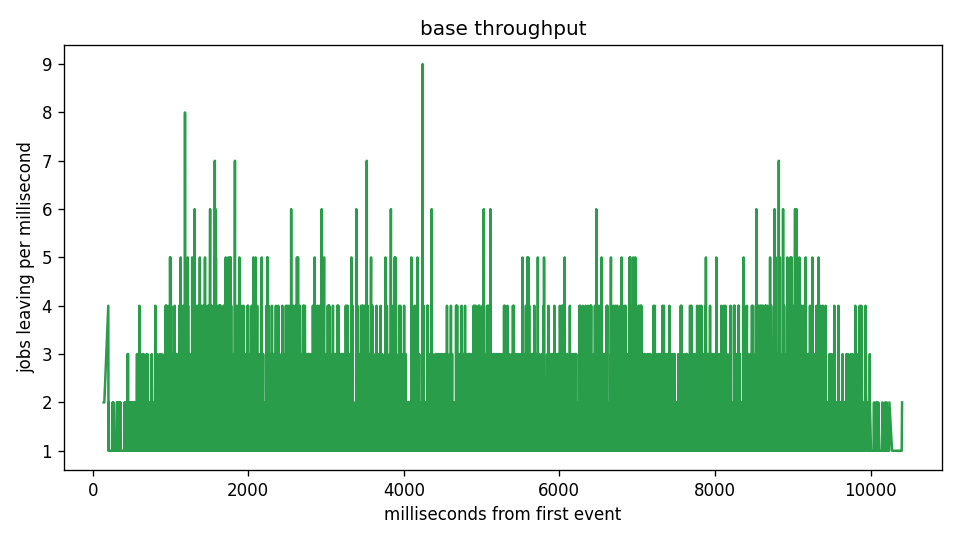 base throughput
jobs leaving per millisecond
9
8
7
6
5
4
3
2
1
0 2000 4000 6000 8000 10000
milliseconds from first event